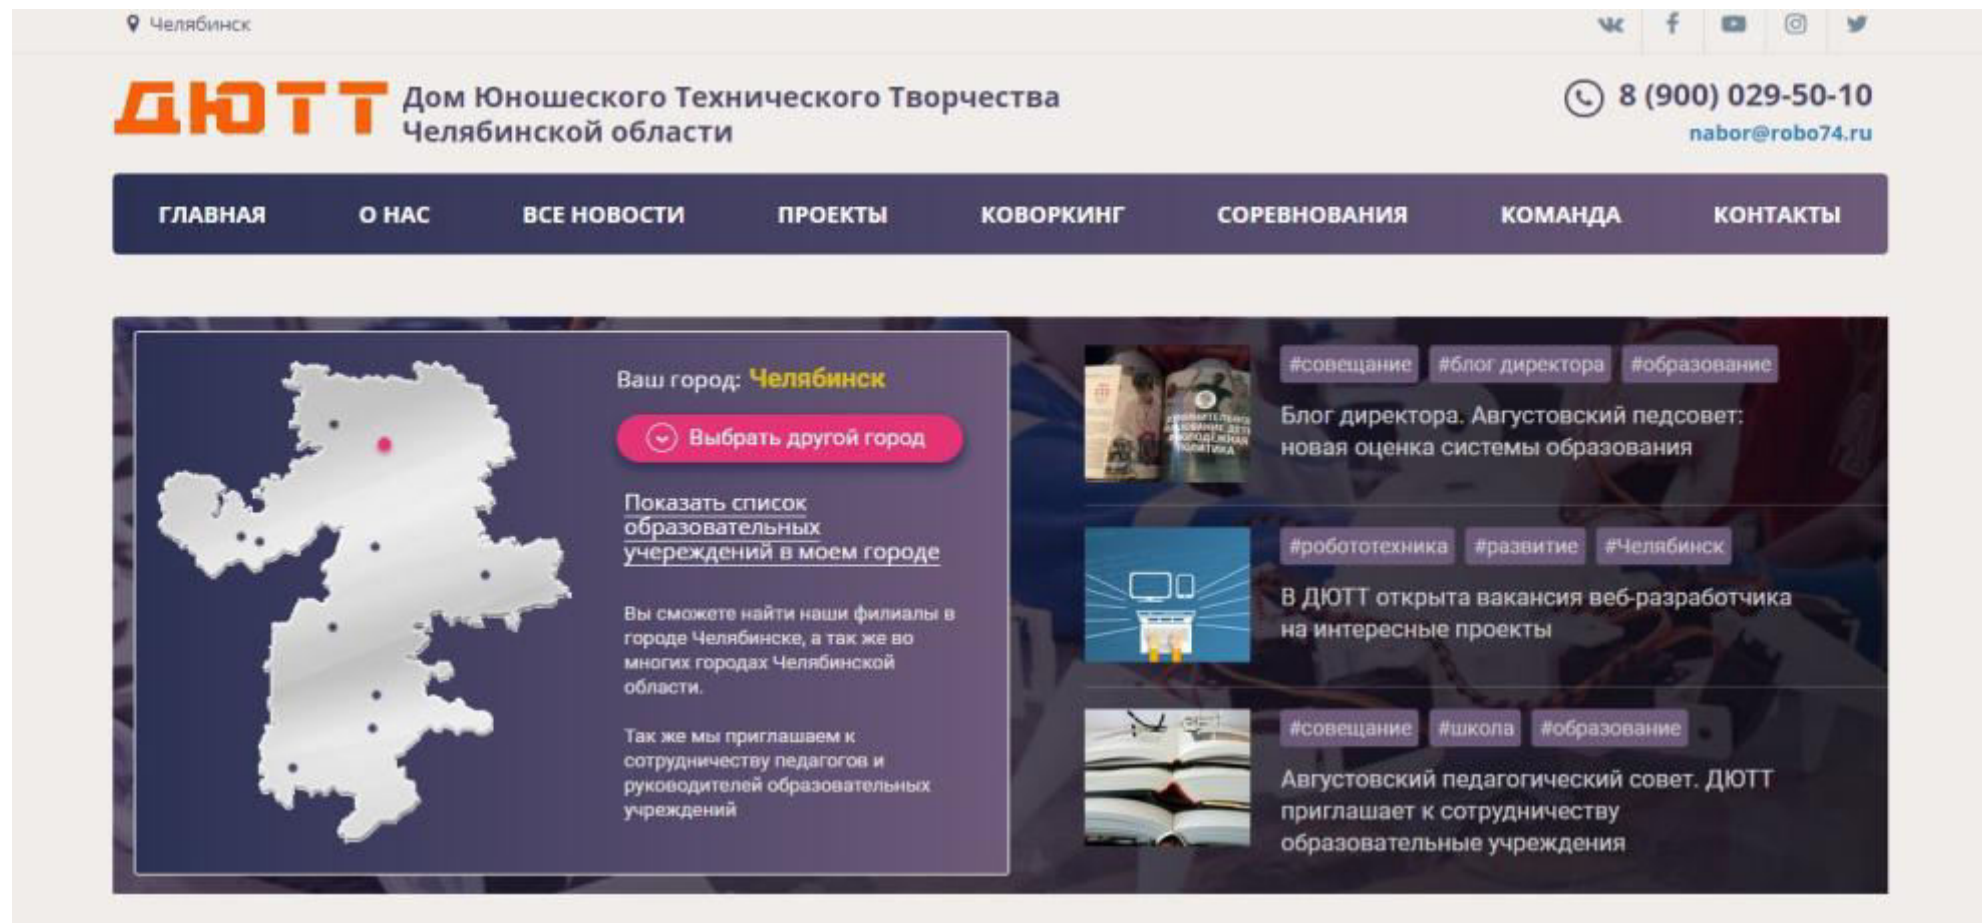 Челябинск
ДЮТТ
Дом Юношеского Технического Творчества
Челябинской области
8 (900) 029-50-10
nabor@robo74.ru
ГЛАВНАЯ О НАС ВСЕ НОВОСТИ ПРОЕКТЫ КОВОРКИНГ СОРЕВНОВАНИЯ КОМАНДА КОНТАКТЫ
Ваш город: Челябинск
Выбрать другой город
Показать список
образовательных
учереждений в моем городе
Вы сможете найти наши филиалы в
городе Челябинске, а так же во
многих городах Челябинской
области.
Так же мы приглашаем к
сотрудничеству педагогов и
руководителей образовательных
учреждений
#совещание #блог директора #образование
Блог директора. Августовский педсовет:
новая оценка системы образования
#робототехника #развитие #Челябинск
В ДЮТТ открыта вакансия веб-разработчика
на интересные проекты
#совещание #школа #образование
Августовский педагогический совет. ДЮТТ
приглашает к сотрудничеству
образовательные учреждения